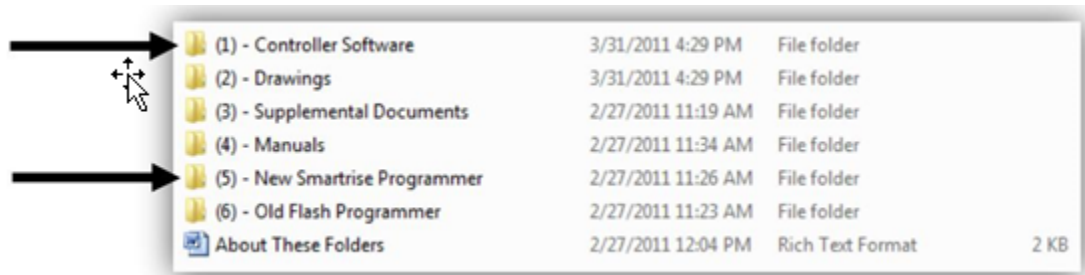 (1) - Controller Software 3/31/2011 4:29 PM File folder
(2) - Drawings 3/31/2011 4:29 PM File folder
(3) - Supplemental Documents 2/27/2011 11:19 AM File folder
(4) - Manuals 2/27/2011 11:34 AM File folder
(5) - New Smartrise Programmer 2/27/2011 11:26 AM File folder
(6) - Old Flash Programmer 2/27/2011 11:23 AM File folder
About These Folders 2/27/2011 12:04 PM Rich Text Format 2 KB